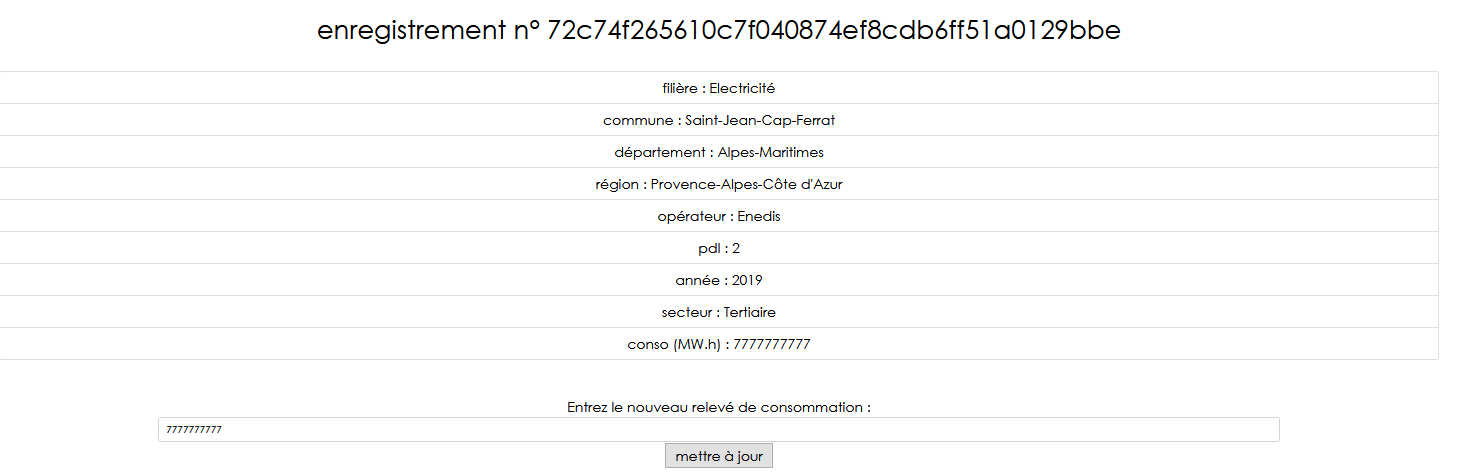 enregistrement n° 72c74f265610c7f040874ef8cdb6ff51a0129bbe
filière : Electricité
commune : Saint-Jean-Cap-Ferrat
département : Alpes-Maritimes
région : Provence-Alpes-Côte d'Azur
opérateur : Enedis
pdl : 2
année : 2019
secteur : Tertiaire
conso (MW.h) : 7777777777
Entrez le nouveau relevé de consommation :
7777777777
mettre à jour